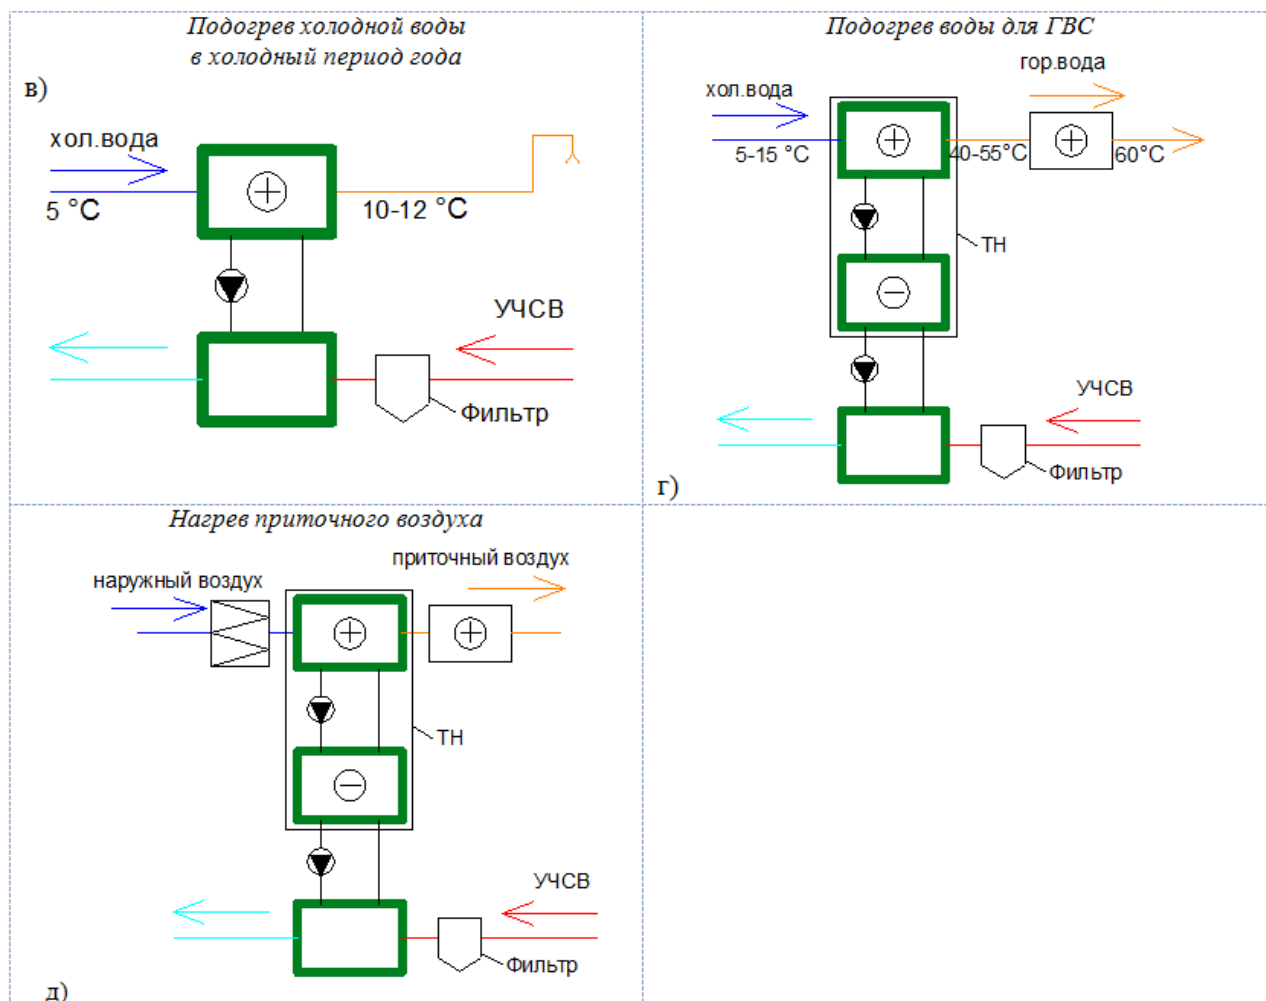 Подогрев холодной воды
в холодный период года
в)
хол.вода
5 °C
10-12 °C
УЧСВ
Фильтр
Подогрев воды для ГВС
гор.вода
хол.вода
5-15 °C
40-55°C
60°C
ТН
УЧСВ
Фильтр
г)
Нагрев приточного воздуха
приточный воздух
наружный воздух
ТН
УЧСВ
Фильтр
д)